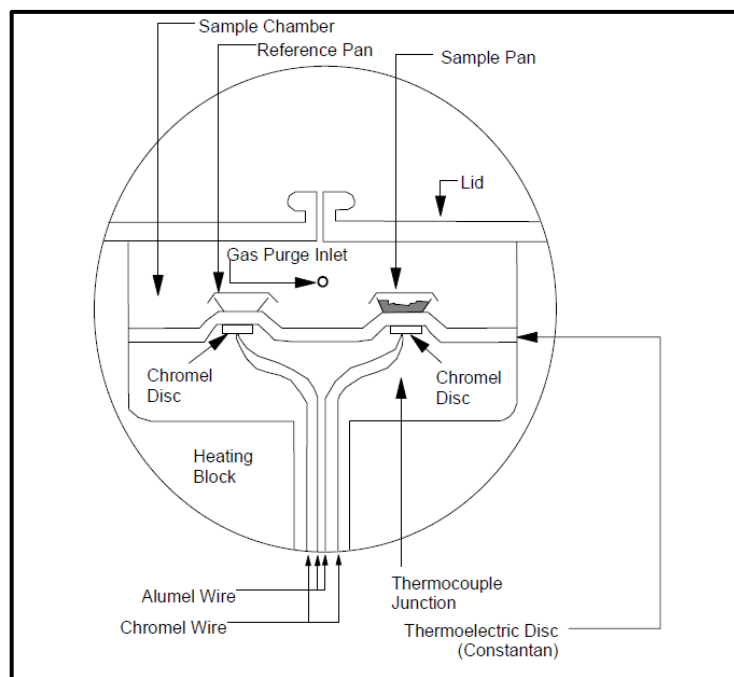 Sample Chamber
Reference Pan
Sample Pan
Lid
Gas Purge Inlet
Chromel
Disc
Chromel
Disc
Heating
Block
Alumel Wire
Chromel Wire
Thermocouple
Junction
Thermoelectric Disc
(Constantan)